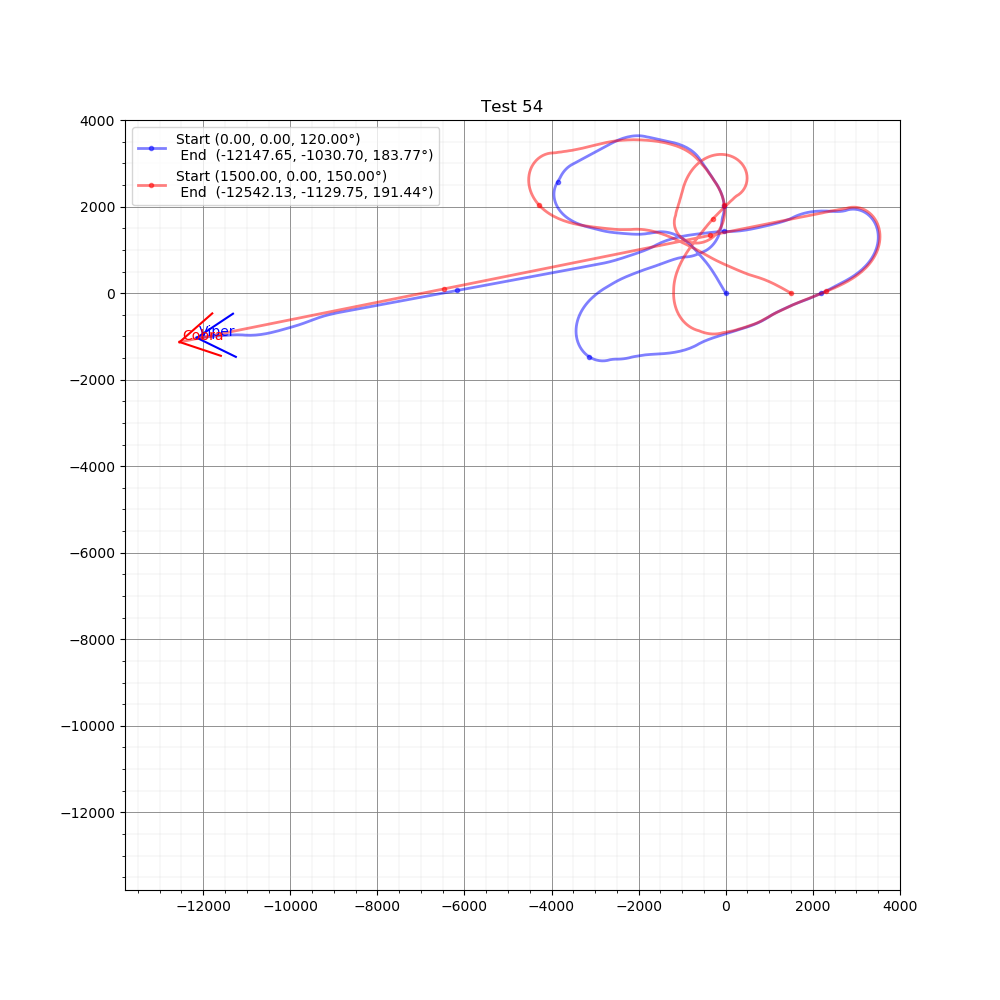 Test 54
Start (0.00, 0.00, 120.00°)
End (-12147.65, -1030.70, 183.77°)
Start (1500.00, 0.00, 150.00°)
End (-12542.13, -1129.75, 191.44°)
4000
2000
0
−2000
−4000
−6000
−8000
−10000
−12000
Viper
Cobra
−12000 −10000 −8000 −6000 −4000 −2000 0 2000 4000